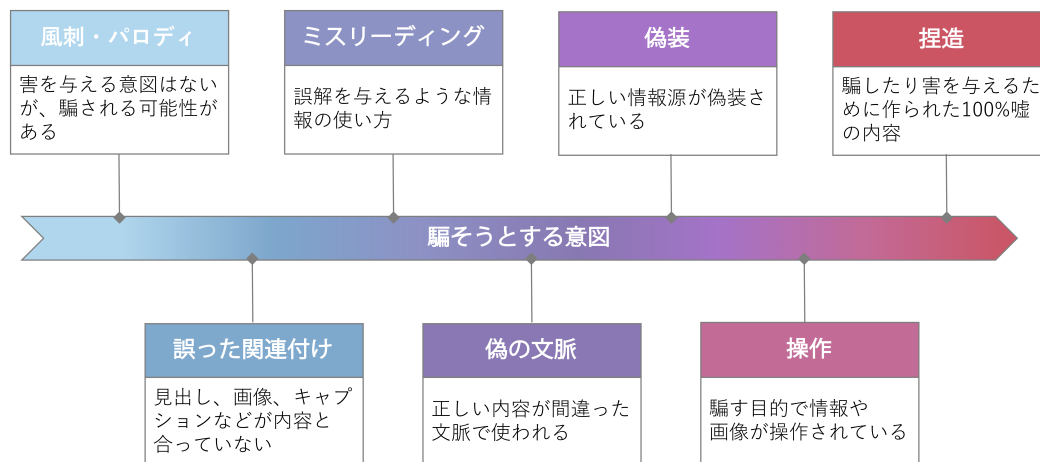 風刺・パロディ
害を与える意図はない
が、騙される可能性が
ある
ミスリーディング
誤解を与えるような情
報の使い方
偽装
正しい情報源が偽装さ
れている
捏造
騙したり害を与えるた
めに作られた100%嘘
の内容
騙そうとする意図
誤った関連付け
見出し、画像、キャプ
ションなどが内容と
合っていない
偽の文脈
正しい内容が間違った
文脈で使われる
操作
騙す目的で情報や
画像が操作されている